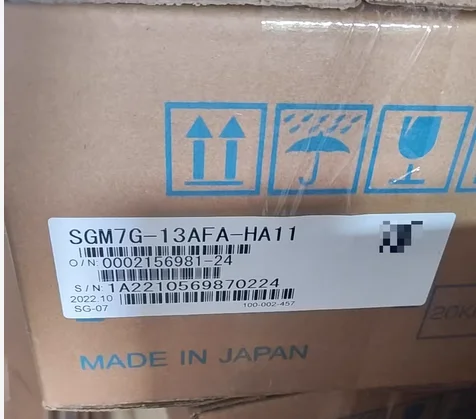 SGM7G-13AFA-HA11
O/N 0002156981-24
S/N 1A2210569870224
2022.10
SG-07
100-002-457
MADE IN JAPAN